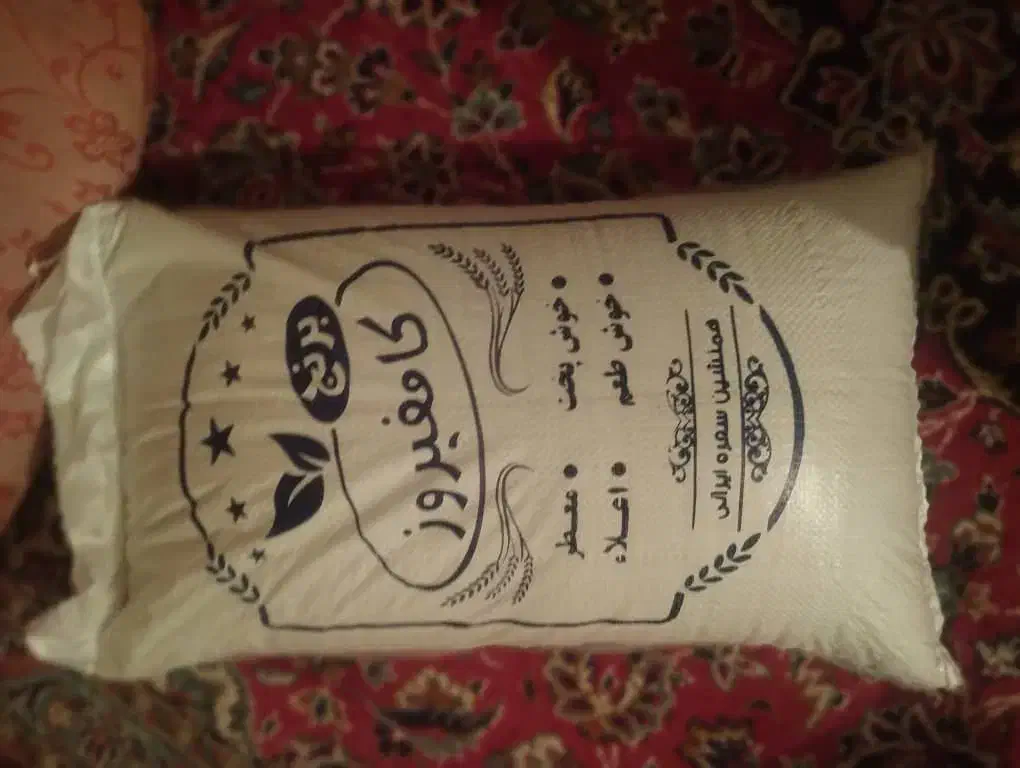 برنج
کامفیروز
خوش پخت
معطر
خوش طعم
اعلاء
همنشین سفره ایرانی